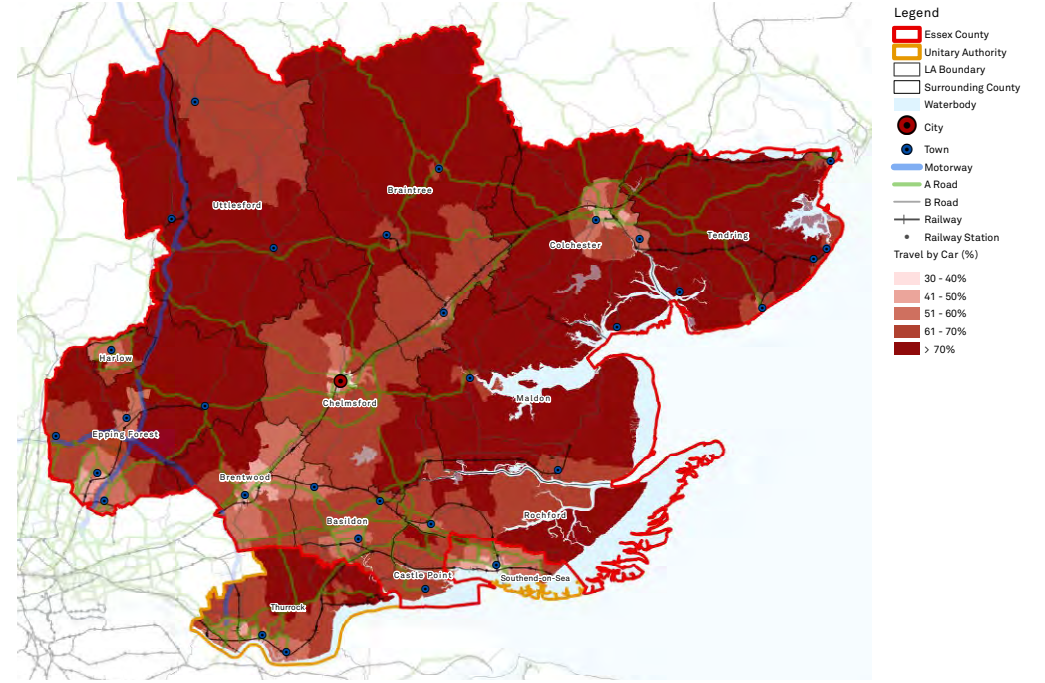 Legend
Essex County
Unitary Authority
LA Boundary
Surrounding County
Waterbody
City
Town
Motorway
A Road
B Road
Railway
Railway Station
Travel by Car (%)
30 - 40%
41 - 50%
51 - 60%
61 - 70%
> 70%
Braintree
Uttlesford
Tendring
Colchester
Harlow
Maldon
Chelmsford
Epping Forest
Brentwood
Rochford
Basildon
Castle Point
Southend-on-Sea
Thurrock